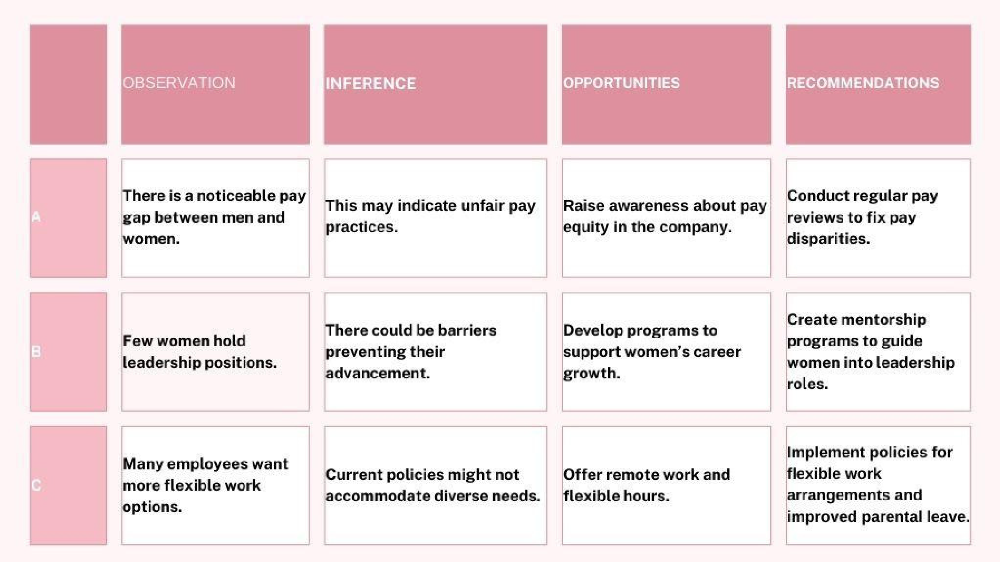 OBSERVATION
INFERENCE
OPPORTUNITIES
RECOMMENDATIONS
A
There is a noticeable pay
gap between men and
women.
This may indicate unfair pay
practices.
Raise awareness about pay
equity in the company.
Conduct regular pay
reviews to fix pay
disparities.
B
Few women hold
leadership positions.
There could be barriers
preventing their
advancement.
Develop programs to
support women’s career
growth.
Create mentorship
programs to guide
women into leadership
roles.
C
Many employees want
more flexible work
options.
Current policies might not
accommodate diverse needs.
Offer remote work and
flexible hours.
Implement policies for
flexible work
arrangements and
improved parental leave.